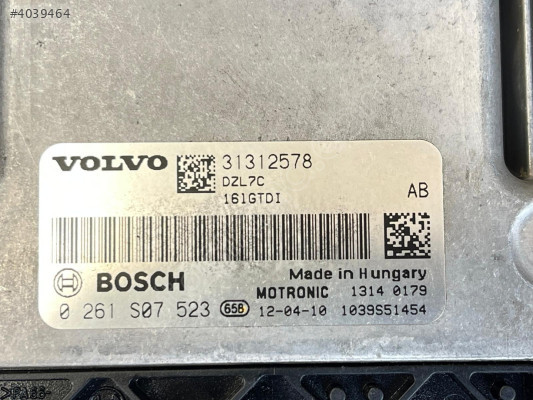 #4039464
VOLVO 31312578
DZL7C
161GTDI AB
BOSCH Made in Hungary
MOTRONIC 1314 0179
0 261 S07 523 658 12-04-10 1039S51454